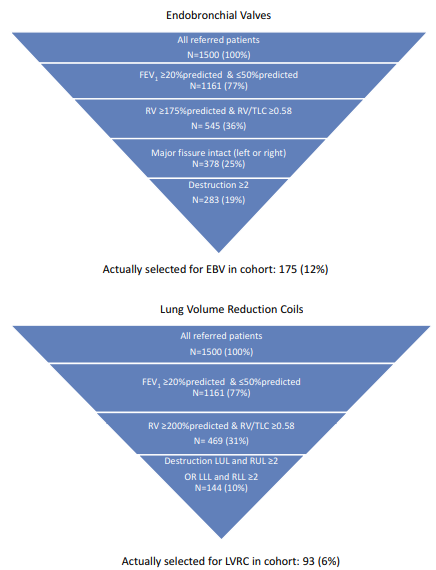 Endobronchial Valves
All referred patients
N=1500 (100%)
FEV1 ≥20%predicted & ≤50%predicted
N=1161 (77%)
RV ≥175%predicted & RV/TLC ≥0.58
N= 545 (36%)
Major fissure intact (left or right)
N=378 (25%)
Destruction ≥2
N=283 (19%)
Actually selected for EBV in cohort: 175 (12%)
Lung Volume Reduction Coils
All referred patients
N=1500 (100%)
FEV1 ≥20%predicted & ≤50%predicted
N=1161 (77%)
RV ≥200%predicted & RV/TLC ≥0.58
N= 469 (31%)
Destruction LUL and RUL ≥2
OR LLL and RLL ≥2
N=144 (10%)
Actually selected for LVRC in cohort: 93 (6%)